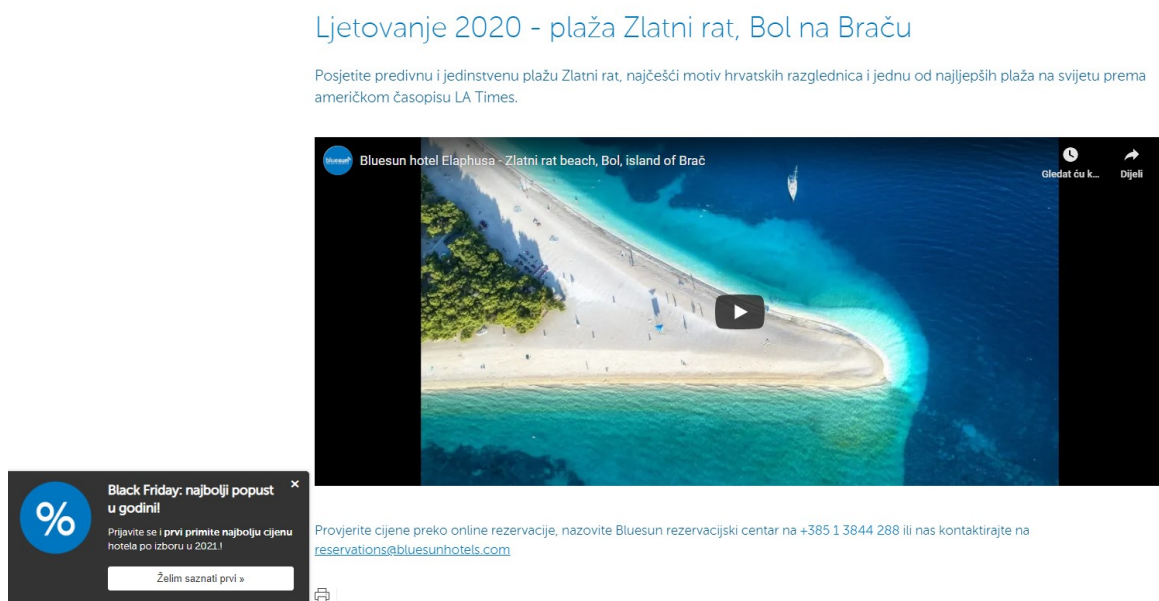 Ljetovanje 2020 - plaža Zlatni rat, Bol na Braču
Posjetite predivnu i jedinstvenu plažu Zlatni rat, najčešći motiv hrvatskih razglednica i jednu od najljepših plaža na svijetu prema
američkom časopisu LA Times.
bluesun
Bluesun hotel Elaphusa - Zlatni rat beach, Bol, island of Brač
Gledat ću k...
Dijeli
Black Friday: najbolji popust
u godini!
×
%
Prijavite se i prvi primite najbolju cijenu
hotela po izboru u 2021.!
Želim saznati prvi »
Provjerite cijene preko online rezervacije, nazovite Bluesun rezervacijski centar na +385 1 3844 288 ili nas kontaktirajte na
reservations@bluesunhotels.com